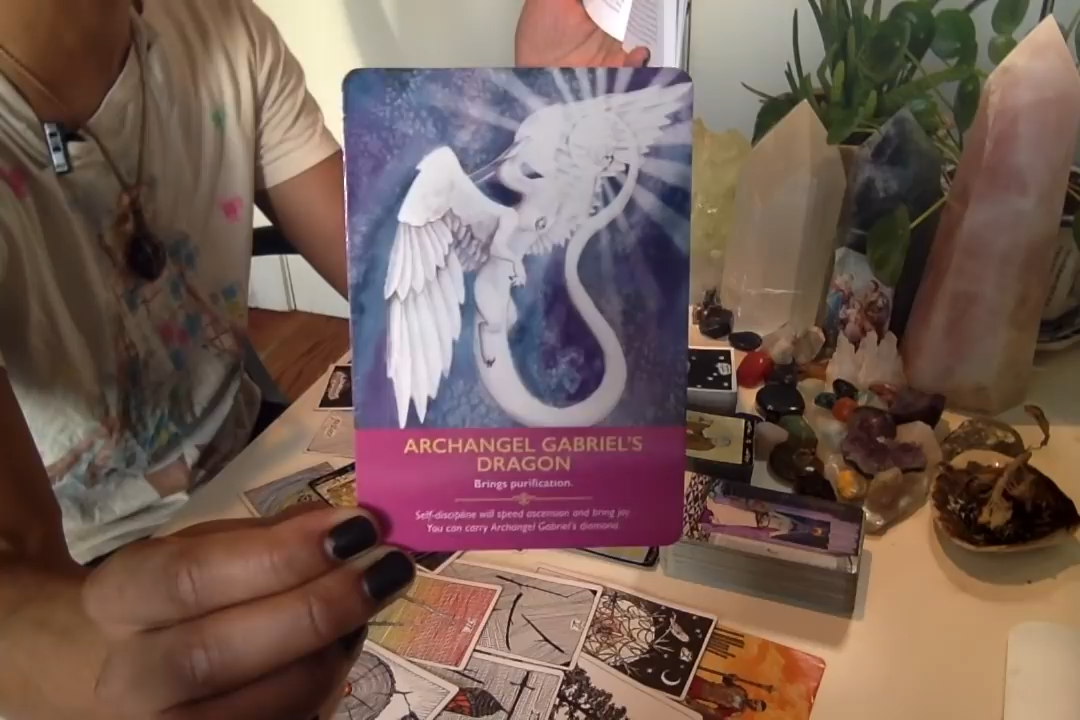 ARCHANGEL GABRIEL'S
DRAGON
Brings purification.
Self-discipline will speed ascension and bring joy
You can carry Archangel Gabriel's diamond